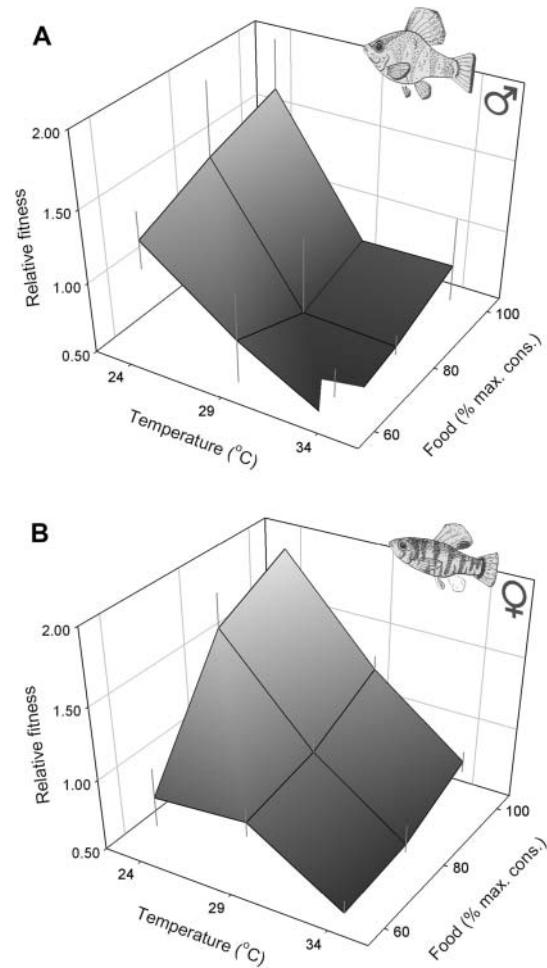 A
♂
2.00
1.50
1.00
0.50
Relative fitness
24
29
34
Temperature (°C)
60
80
100
Food (% max. cons.)
B
♀
2.00
1.50
1.00
0.50
Relative fitness
24
29
34
Temperature (°C)
60
80
100
Food (% max. cons.)